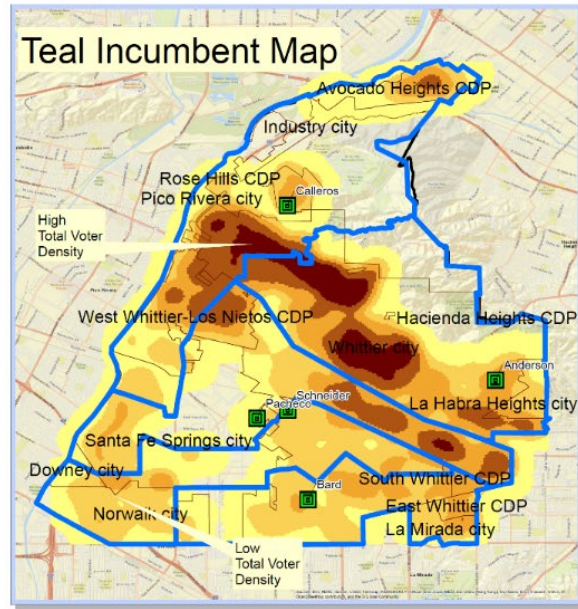 Teal Incumbent Map
Avocado Heights CDP
Industry city
Rose Hills CDP
Calleros
Pico Rivera city
High
Total Voter
Density
West Whittier-Los Nietos CDP
Hacienda Heights CDP
Whittier city
Anderson
Schneider
Pacheco
La Habra Heights city
Santa Fe Springs city
Downey city
South Whittier CDP
Bard
Norwalk city
East Whittier CDP
La Mirada city
Low
Total Voter
Density
La Mirada